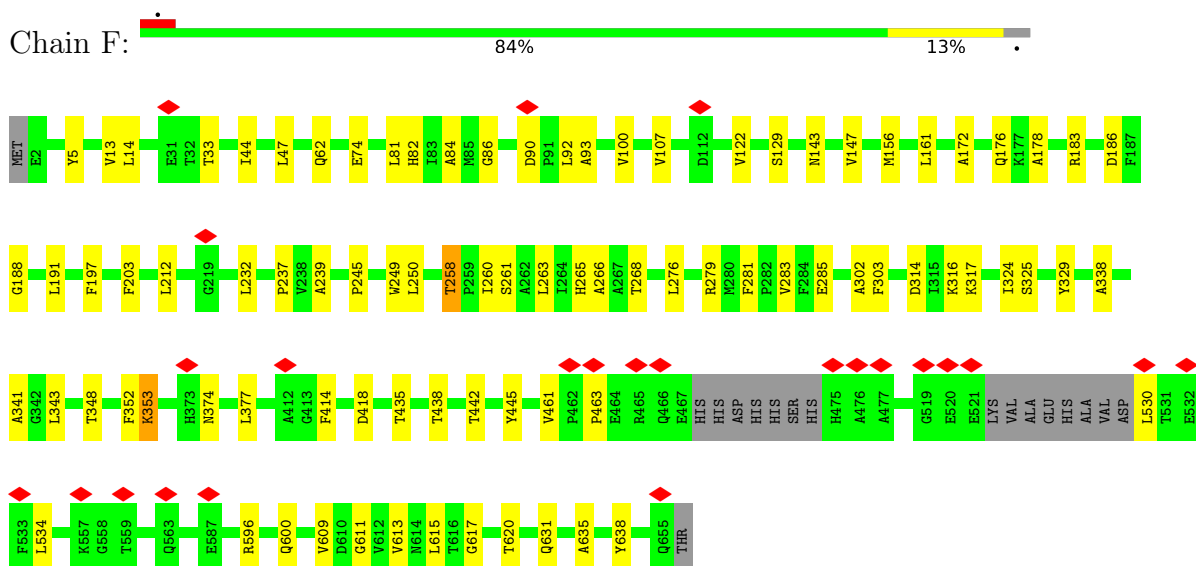 Chain F:
84% 13%
MET E2 Y5 V13 L14 E31 T32 T33 I44 L47 Q62 E74 L81 H82 I83 A84 M85 G86 D90 P91 L92 A93 V100 V107 D112 V122 S129 N143 V147 M156 L161 A172 Q176 K177 A178 R183 D186 F187
G188 L191 F197 F203 L212 G219 L232 P237 V238 A239 P245 W249 L250 T258 P259 I260 S261 A262 L263 I264 H265 A266 A267 T268 L276 R279 M280 F281 P282 V283 F284 E285 A302 F303 D314 I315 K316 K317 I324 S325 Y329 A338
A341 G342 L343 T348 F352 K353 H373 N374 L377 A412 G413 F414 D418 T435 T438 T442 Y445 V461 P462 P463 E464 R465 Q466 E467 HIS HIS ASP HIS HIS SER HIS H475 A476 A477 G519 E520 E521 LYS VAL ALA GLU HIS ALA VAL ASP L530 T531 E532
F533 L534 K557 G558 T559 Q563 E587 R596 Q600 V609 D610 G611 V612 V613 N614 L615 T616 G617 T620 Q631 A635 Y638 Q655 THR